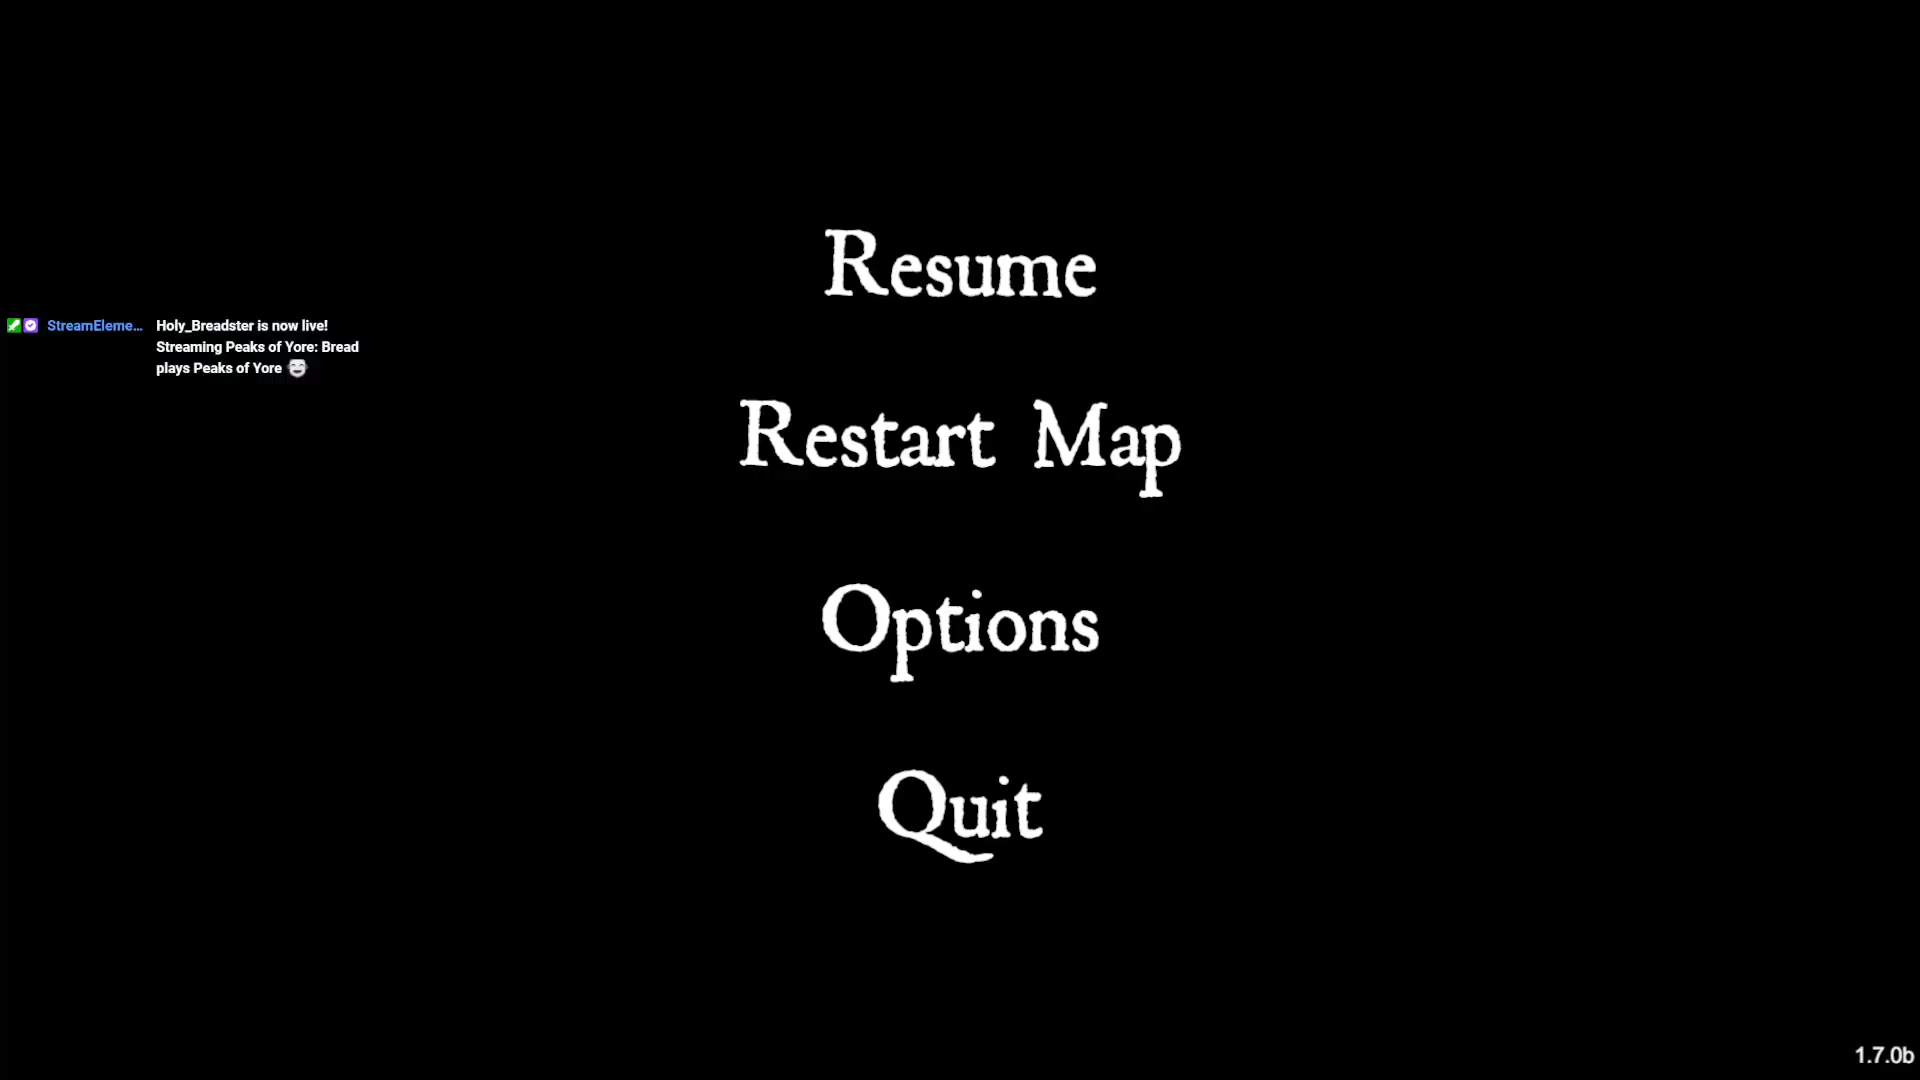 Resume
StreamEleme... Holy_Breadster is now live!
Streaming Peaks of Yore: Bread
plays Peaks of Yore
Restart Map
Options
Quit
1.7.0b